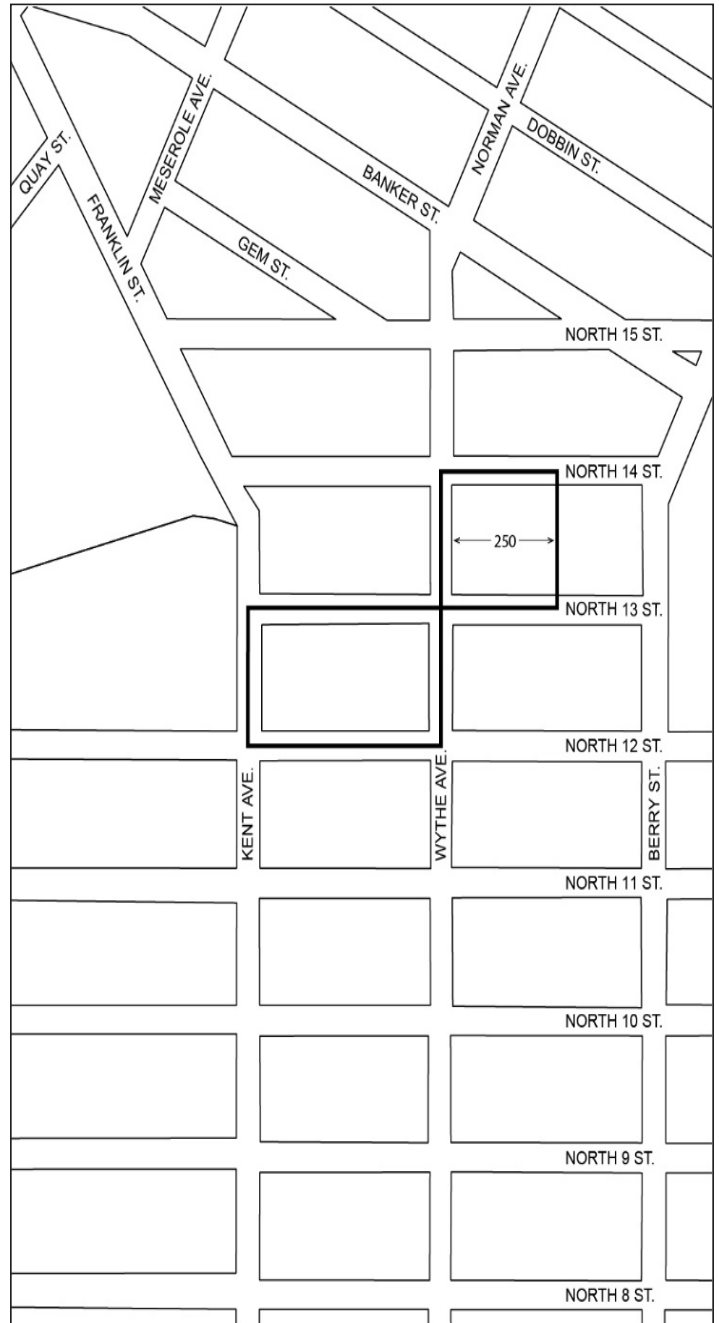 QUAY ST.
MESEROLE AVE.
NORMAN AVE.
DOBBIN ST.
BANKER ST.
FRANKLIN ST.
GEM ST.
NORTH 15 ST.
NORTH 14 ST.
250
NORTH 13 ST.
NORTH 12 ST.
KENT AVE.
WYTHE AVE.
BERRY ST.
NORTH 11 ST.
NORTH 10 ST.
NORTH 9 ST.
NORTH 8 ST.